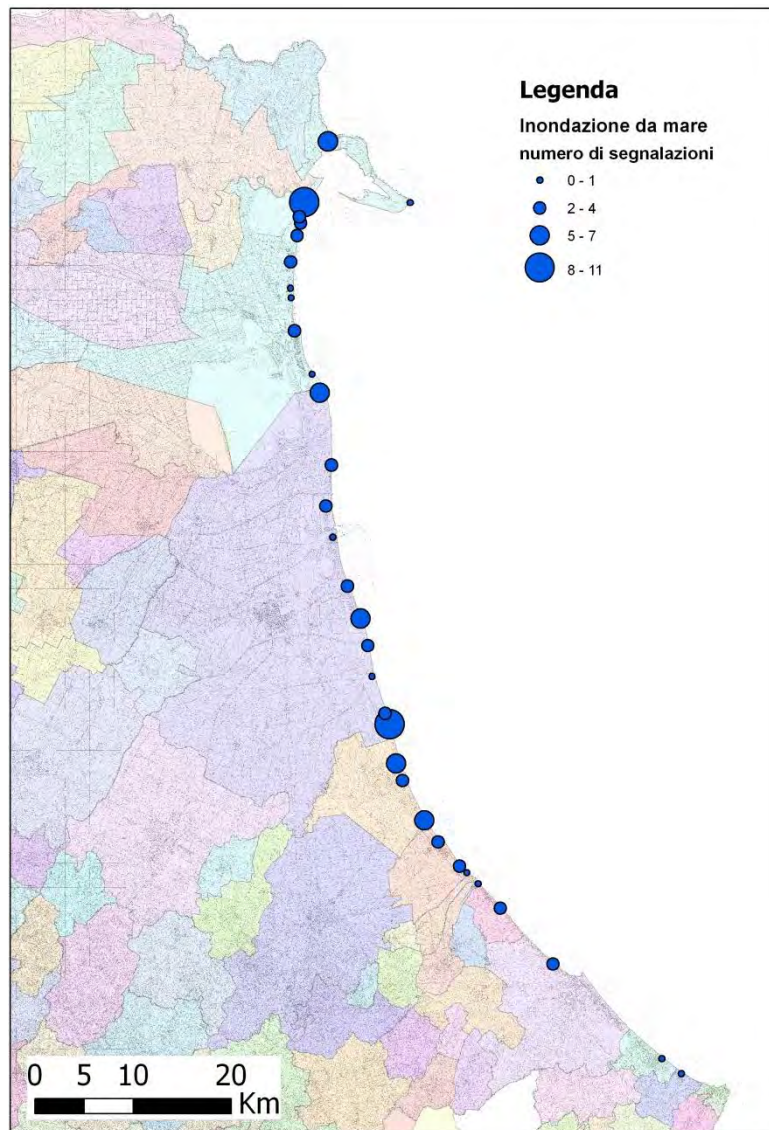 Legenda
Inondazione da mare
numero di segnalazioni
0 - 1
2 - 4
5 - 7
8 - 11
0 5 10 20
Km